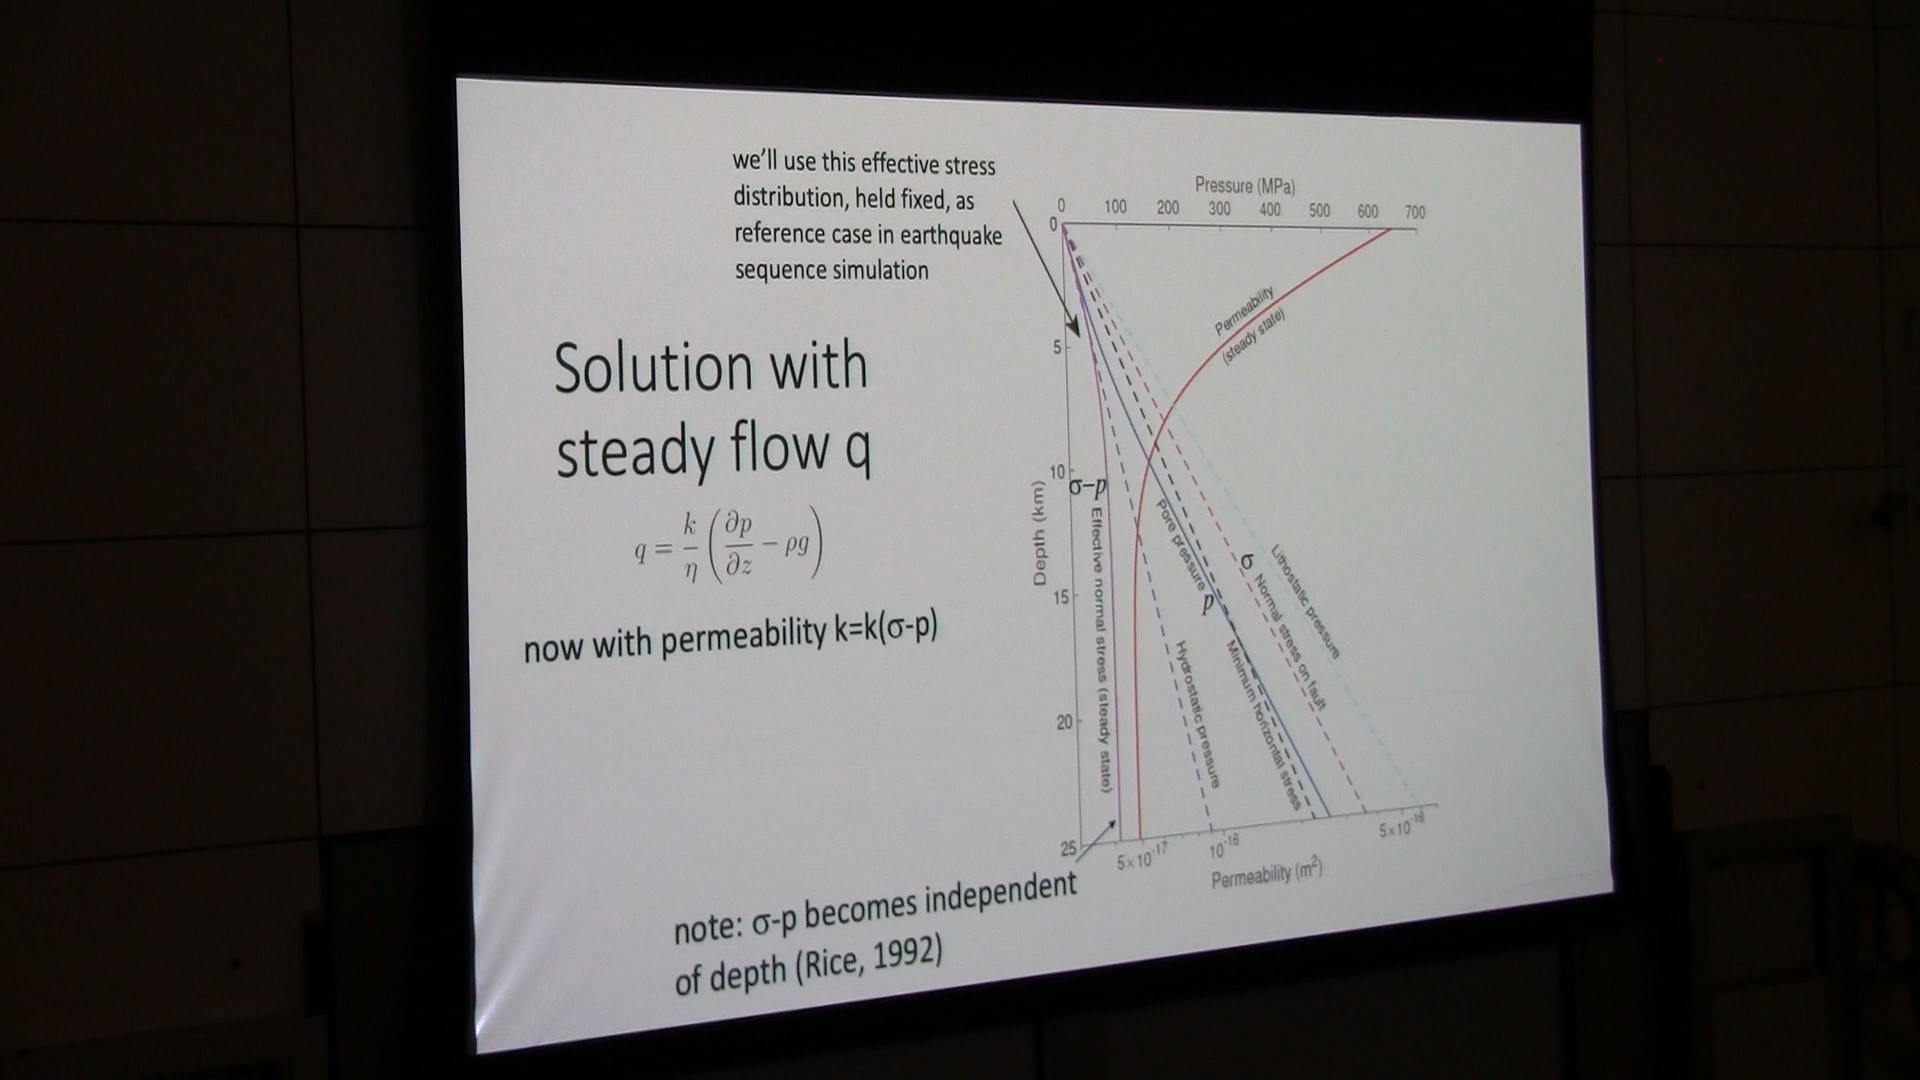 we'll use this effective stress
distribution, held fixed, as
reference case in earthquake
sequence simulation
Solution with
steady flow q
q = k/η (∂p/∂z − ρg)
now with permeability k=k(σ-p)
note: σ-p becomes independent
of depth (Rice, 1992)
Pressure (MPa)
0 100 200 300 400 500 600 700
0
5
10
15
20
25
Depth (km)
Permeability
(steady state)
σ−p
Effective normal stress (steady state)
Pore pressure
p
Hydrostatic pressure
Minimum horizontal stress
σ
Normal stress on fault
Lithostatic pressure
5×10⁻¹⁷ 10⁻¹⁶ 5×10⁻¹⁶
Permeability (m²)